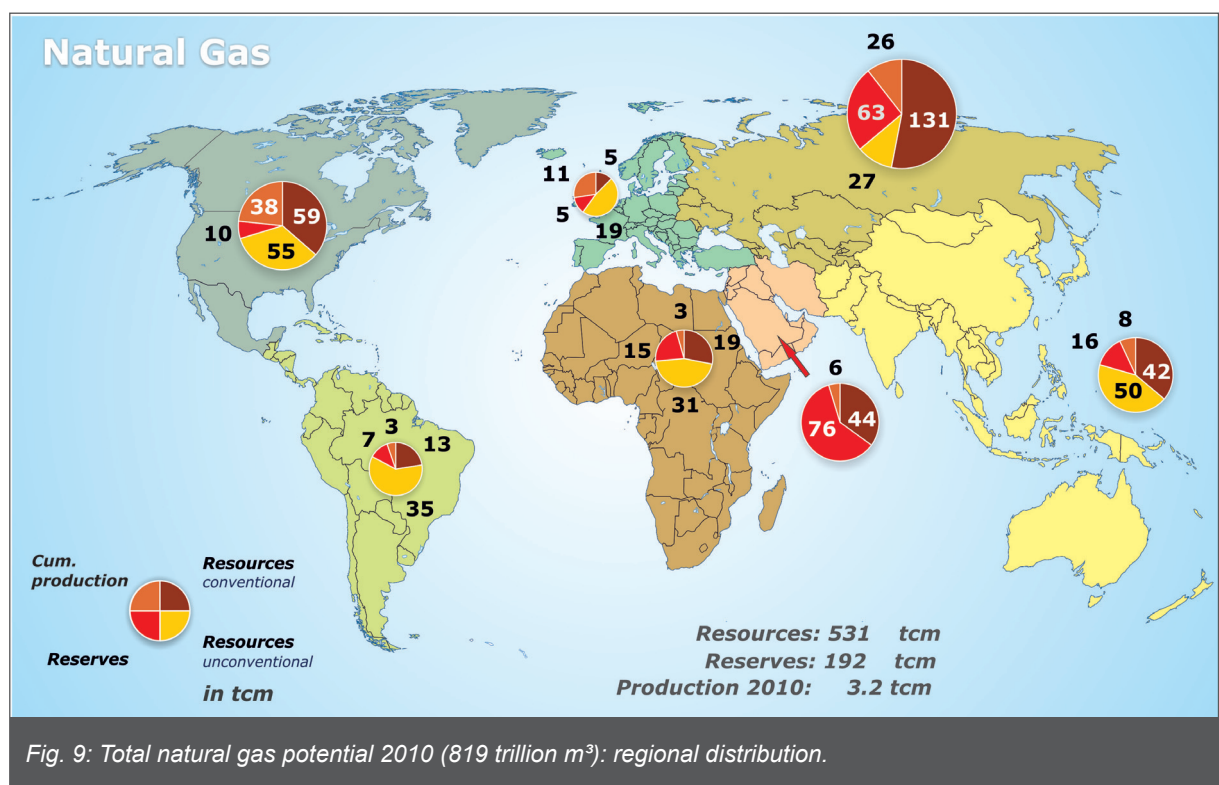 Natural Gas
26
63
131
27
11
5
5
19
38
59
10
55
3
15
19
31
6
76
44
8
16
42
50
7
3
13
35
Cum.
production
Resources
conventional
Reserves
Resources
unconventional
in tcm
Resources: 531 tcm
Reserves: 192 tcm
Production 2010: 3.2 tcm
Fig. 9: Total natural gas potential 2010 (819 trillion m³): regional distribution.